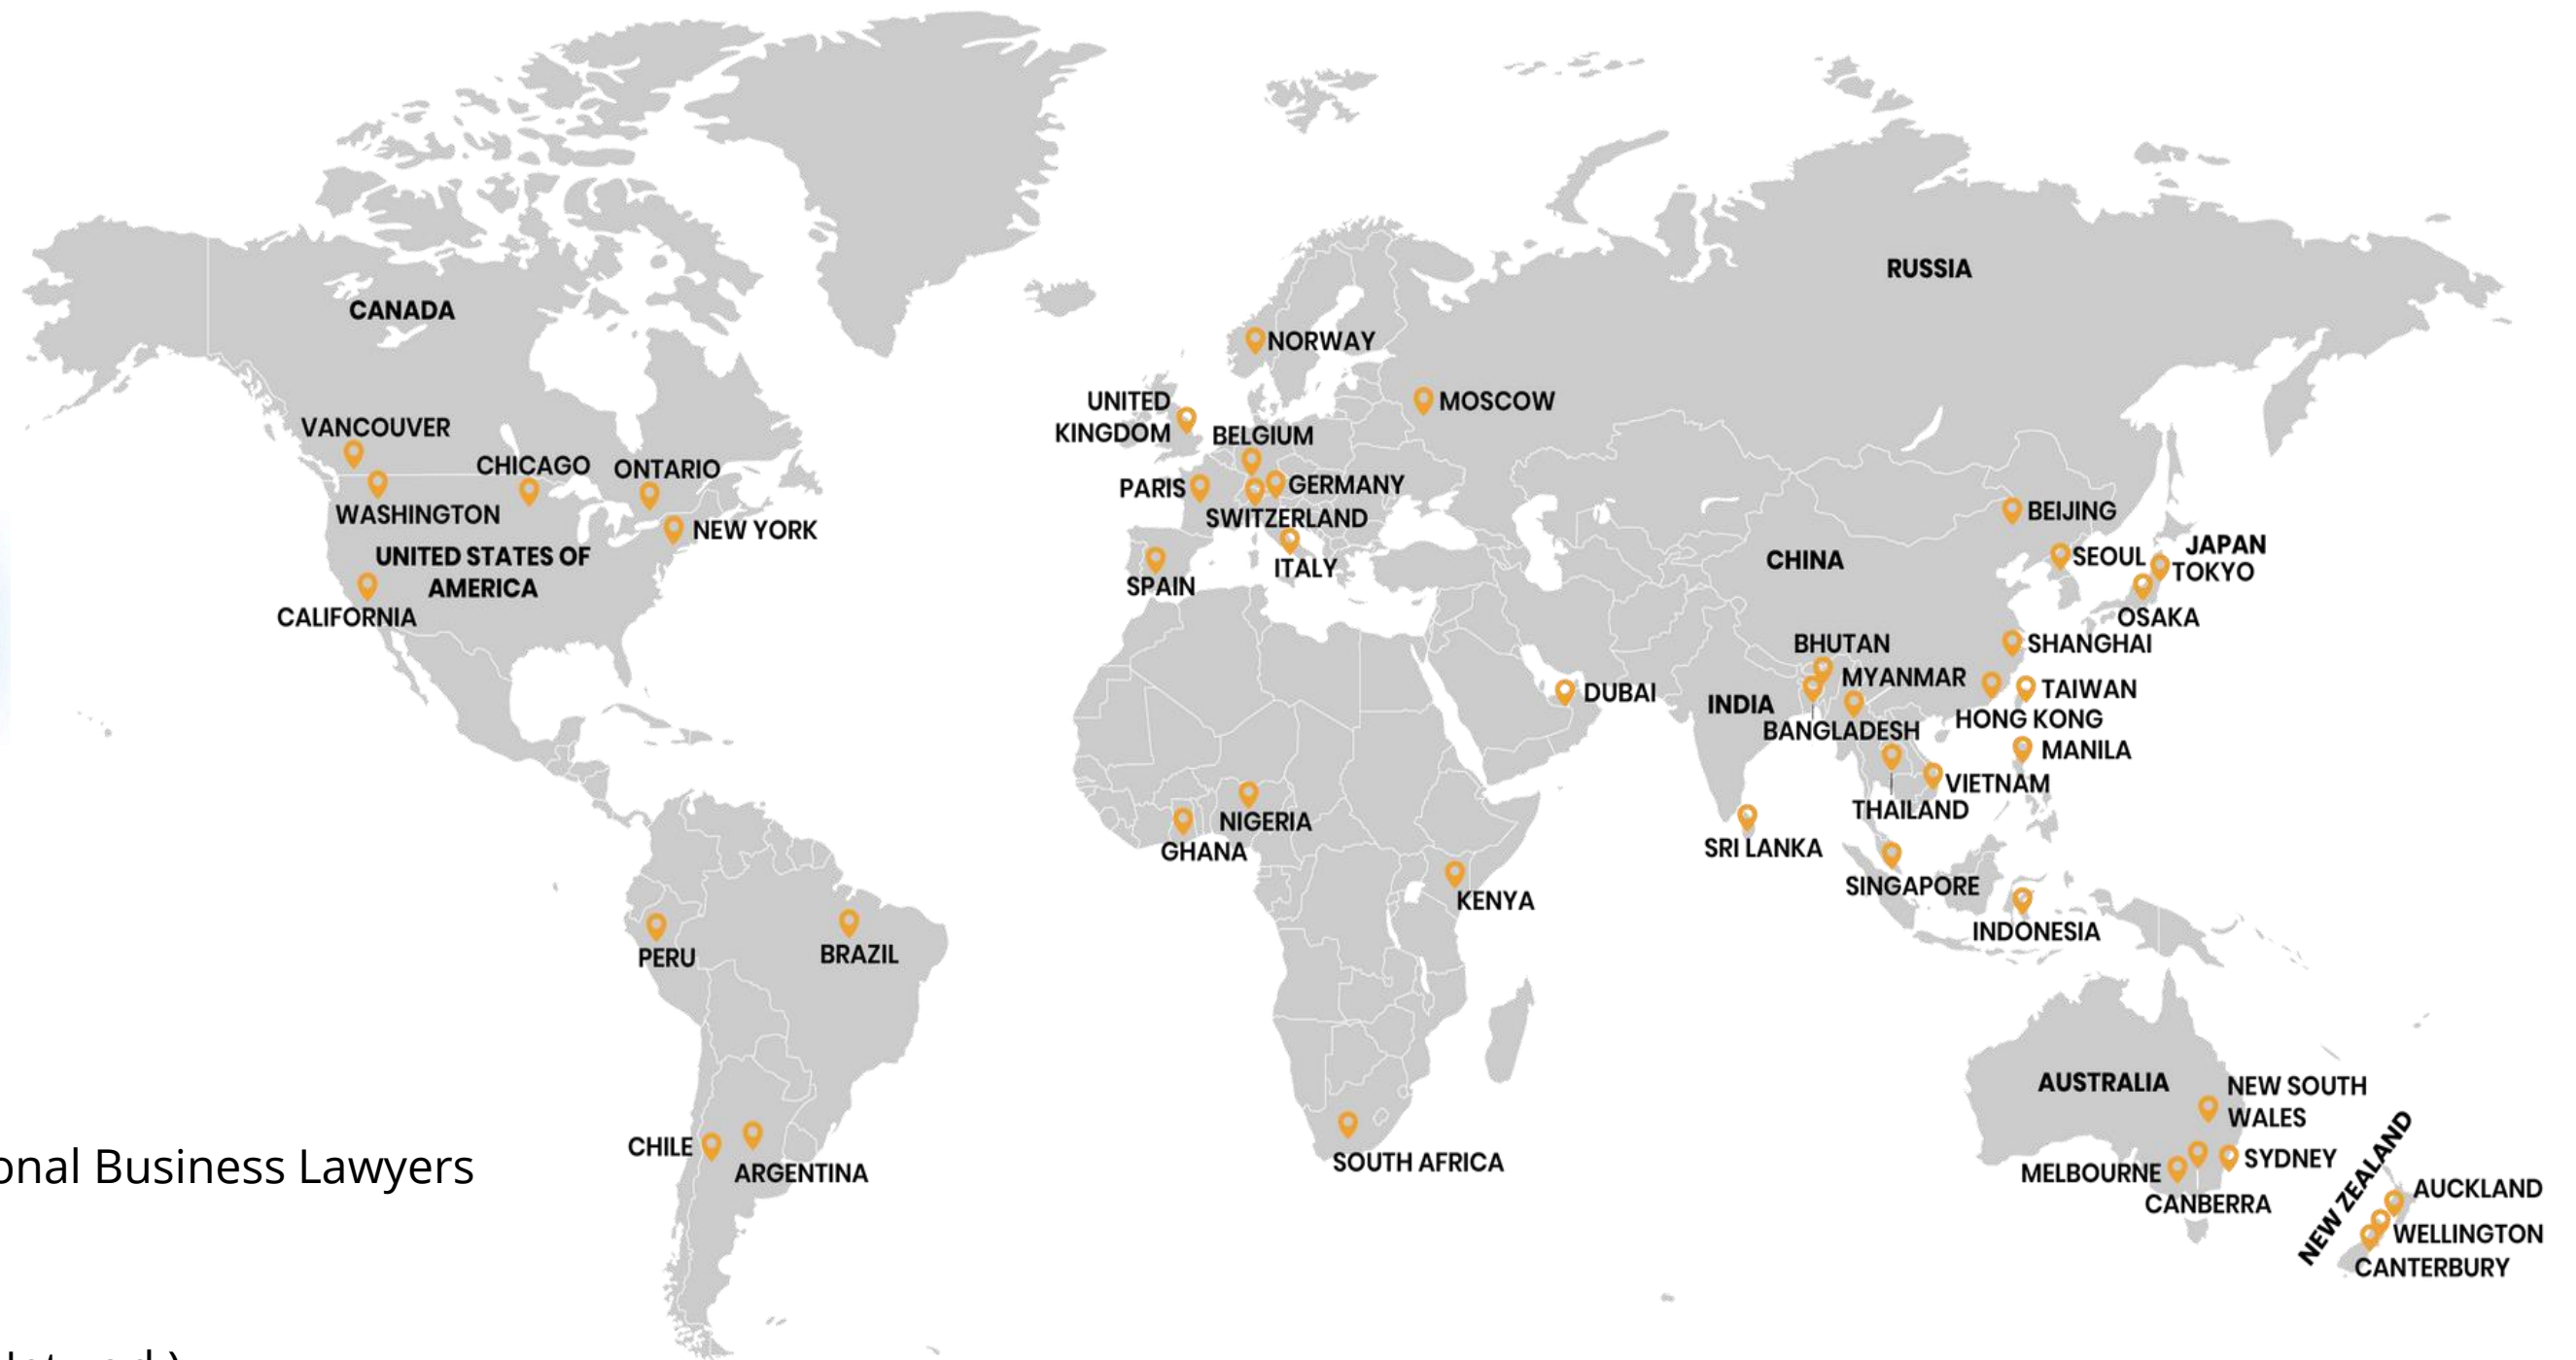 CANADA
VANCOUVER
CHICAGO
ONTARIO
WASHINGTON
NEW YORK
UNITED STATES OF
AMERICA
CALIFORNIA
PERU
BRAZIL
CHILE
ARGENTINA
NORWAY
UNITED
KINGDOM
BELGIUM
MOSCOW
RUSSIA
PARIS
GERMANY
SWITZERLAND
ITALY
SPAIN
DUBAI
NIGERIA
GHANA
KENYA
SOUTH AFRICA
BEIJING
CHINA
SEOUL
JAPAN
TOKYO
OSAKA
SHANGHAI
BHUTAN
MYANMAR
INDIA
TAIWAN
HONG KONG
BANGLADESH
MANILA
VIETNAM
THAILAND
SRI LANKA
SINGAPORE
INDONESIA
AUSTRALIA
NEW SOUTH
WALES
MELBOURNE
SYDNEY
CANBERRA
NEW ZEALAND
AUCKLAND
WELLINGTON
CANTERBURY
onal Business Lawyers